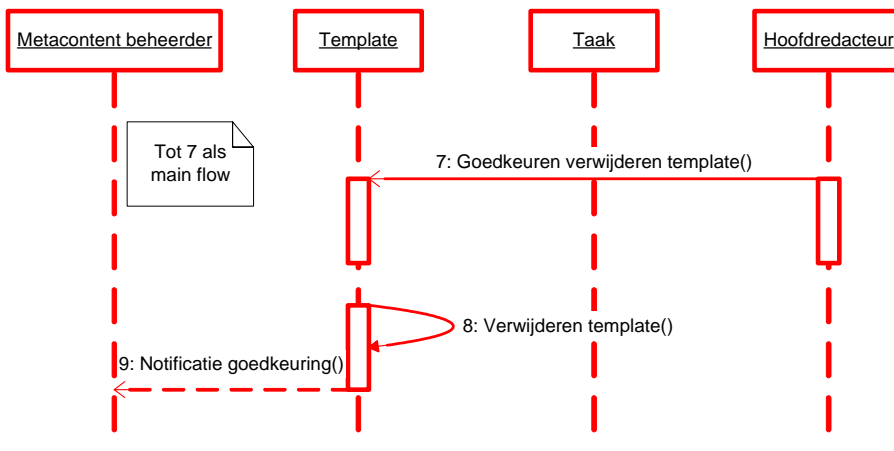 Metacontent beheerder
Template
Taak
Hoofdredacteur
Tot 7 als
main flow
7: Goedkeuren verwijderen template()
8: Verwijderen template()
9: Notificatie goedkeuring()